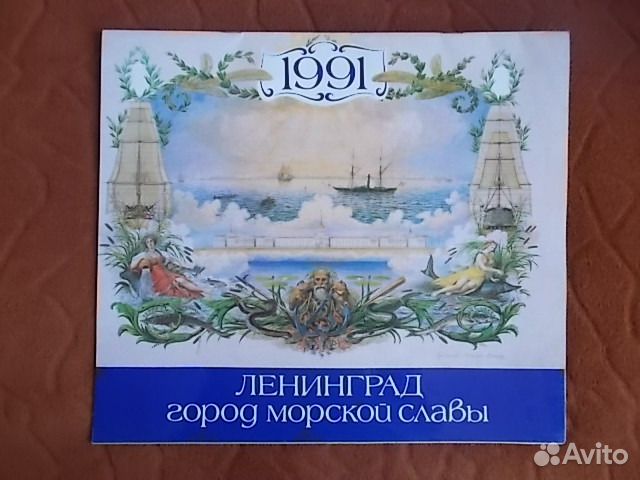 1991
ЛЕНИНГРАД
город морской славы
Avito